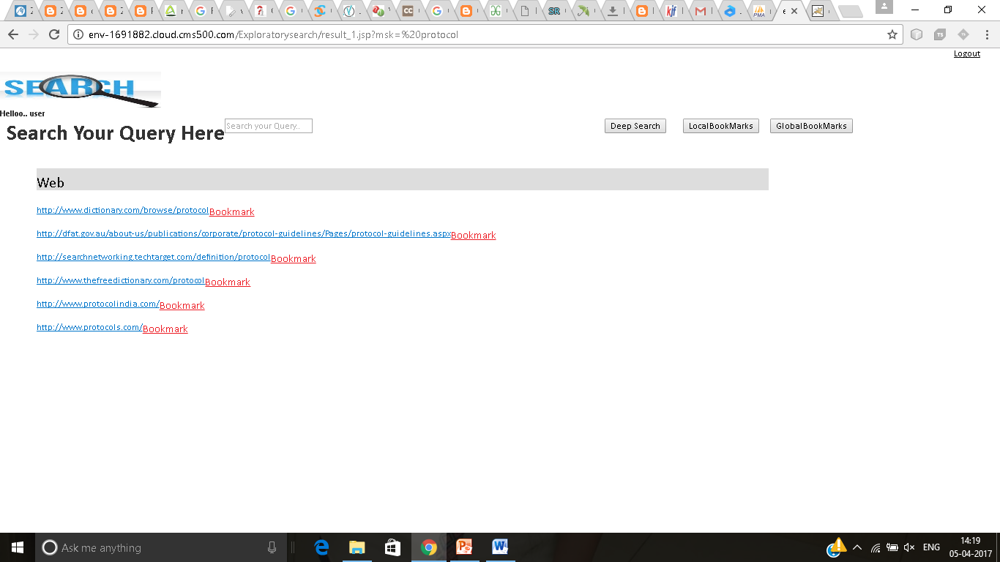 env-1691882.cloud.cms500.com/Exploratorysearch/result_1.jsp?msk=%20protocol
Logout
SEARCH
Helloo.. user
Search Your Query Here Search your Query.. Deep Search LocalBookMarks GlobalBookMarks
Web
http://www.dictionary.com/browse/protocolBookmark
http://dfat.gov.au/about-us/publications/corporate/protocol-guidelines/Pages/protocol-guidelines.aspxBookmark
http://searchnetworking.techtarget.com/definition/protocolBookmark
http://www.thefreedictionary.com/protocolBookmark
http://www.protocolindia.com/Bookmark
http://www.protocols.com/Bookmark
Ask me anything
ENG
14:19
05-04-2017